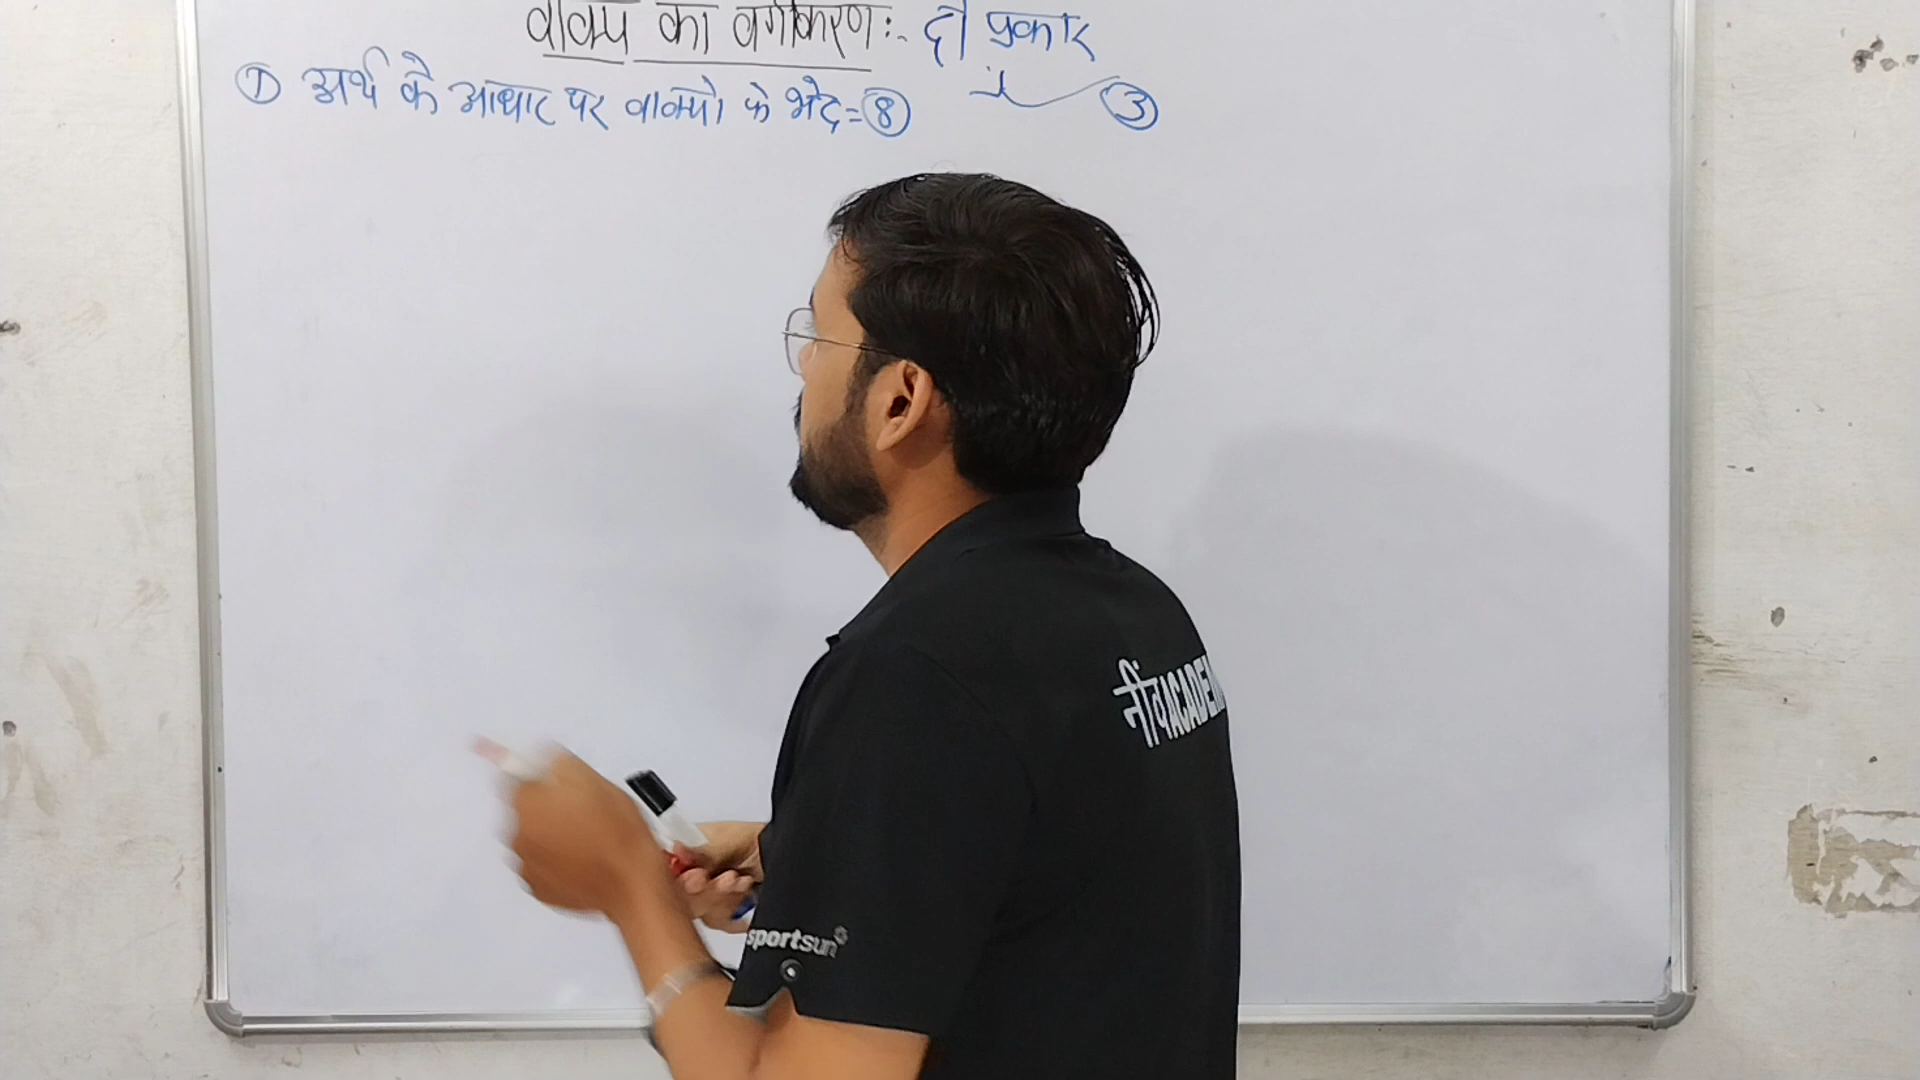 वाक्य का वर्गीकरण :- दो प्रकार
① अर्थ के आधार पर वाक्यो के भेद = ⑧
③
नींव ACADEM
sportsun